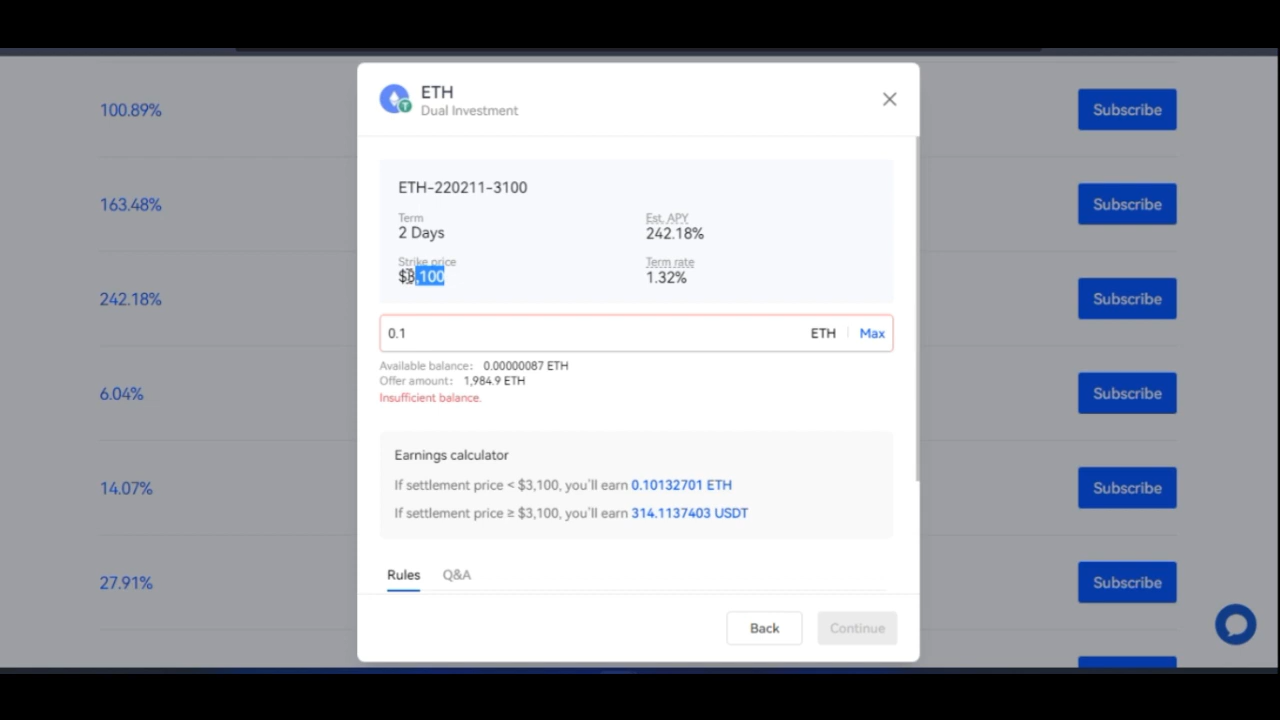 ETH
Dual Investment
100.89%
Subscribe
163.48%
Subscribe
242.18%
Subscribe
6.04%
Subscribe
14.07%
Subscribe
27.91%
Subscribe
ETH-220211-3100
Term
2 Days
Est. APY
242.18%
Strike price
$3,100
Term rate
1.32%
0.1 ETH Max
Available balance: 0.00000087 ETH
Offer amount: 1,984.9 ETH
Insufficient balance.
Earnings calculator
If settlement price < $3,100, you'll earn 0.10132701 ETH
If settlement price ≥ $3,100, you'll earn 314.1137403 USDT
Rules Q&A
Back Continue